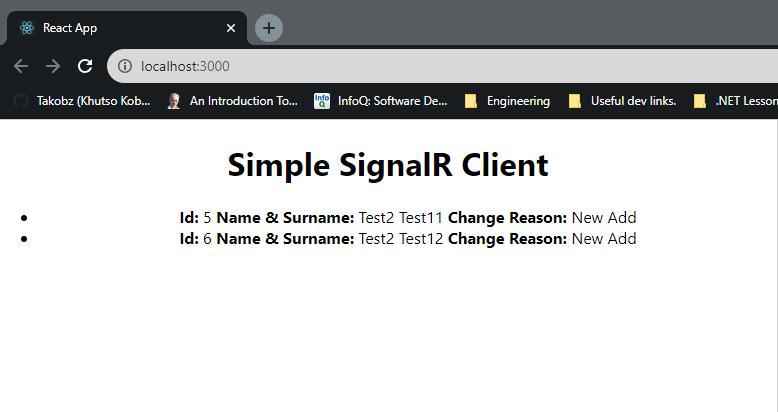 React App
localhost:3000
Takobz (Khutso Kob... An Introduction To... InfoQ: Software De... Engineering Useful dev links. .NET Lesson
Simple SignalR Client
Id: 5 Name & Surname: Test2 Test11 Change Reason: New Add
Id: 6 Name & Surname: Test2 Test12 Change Reason: New Add